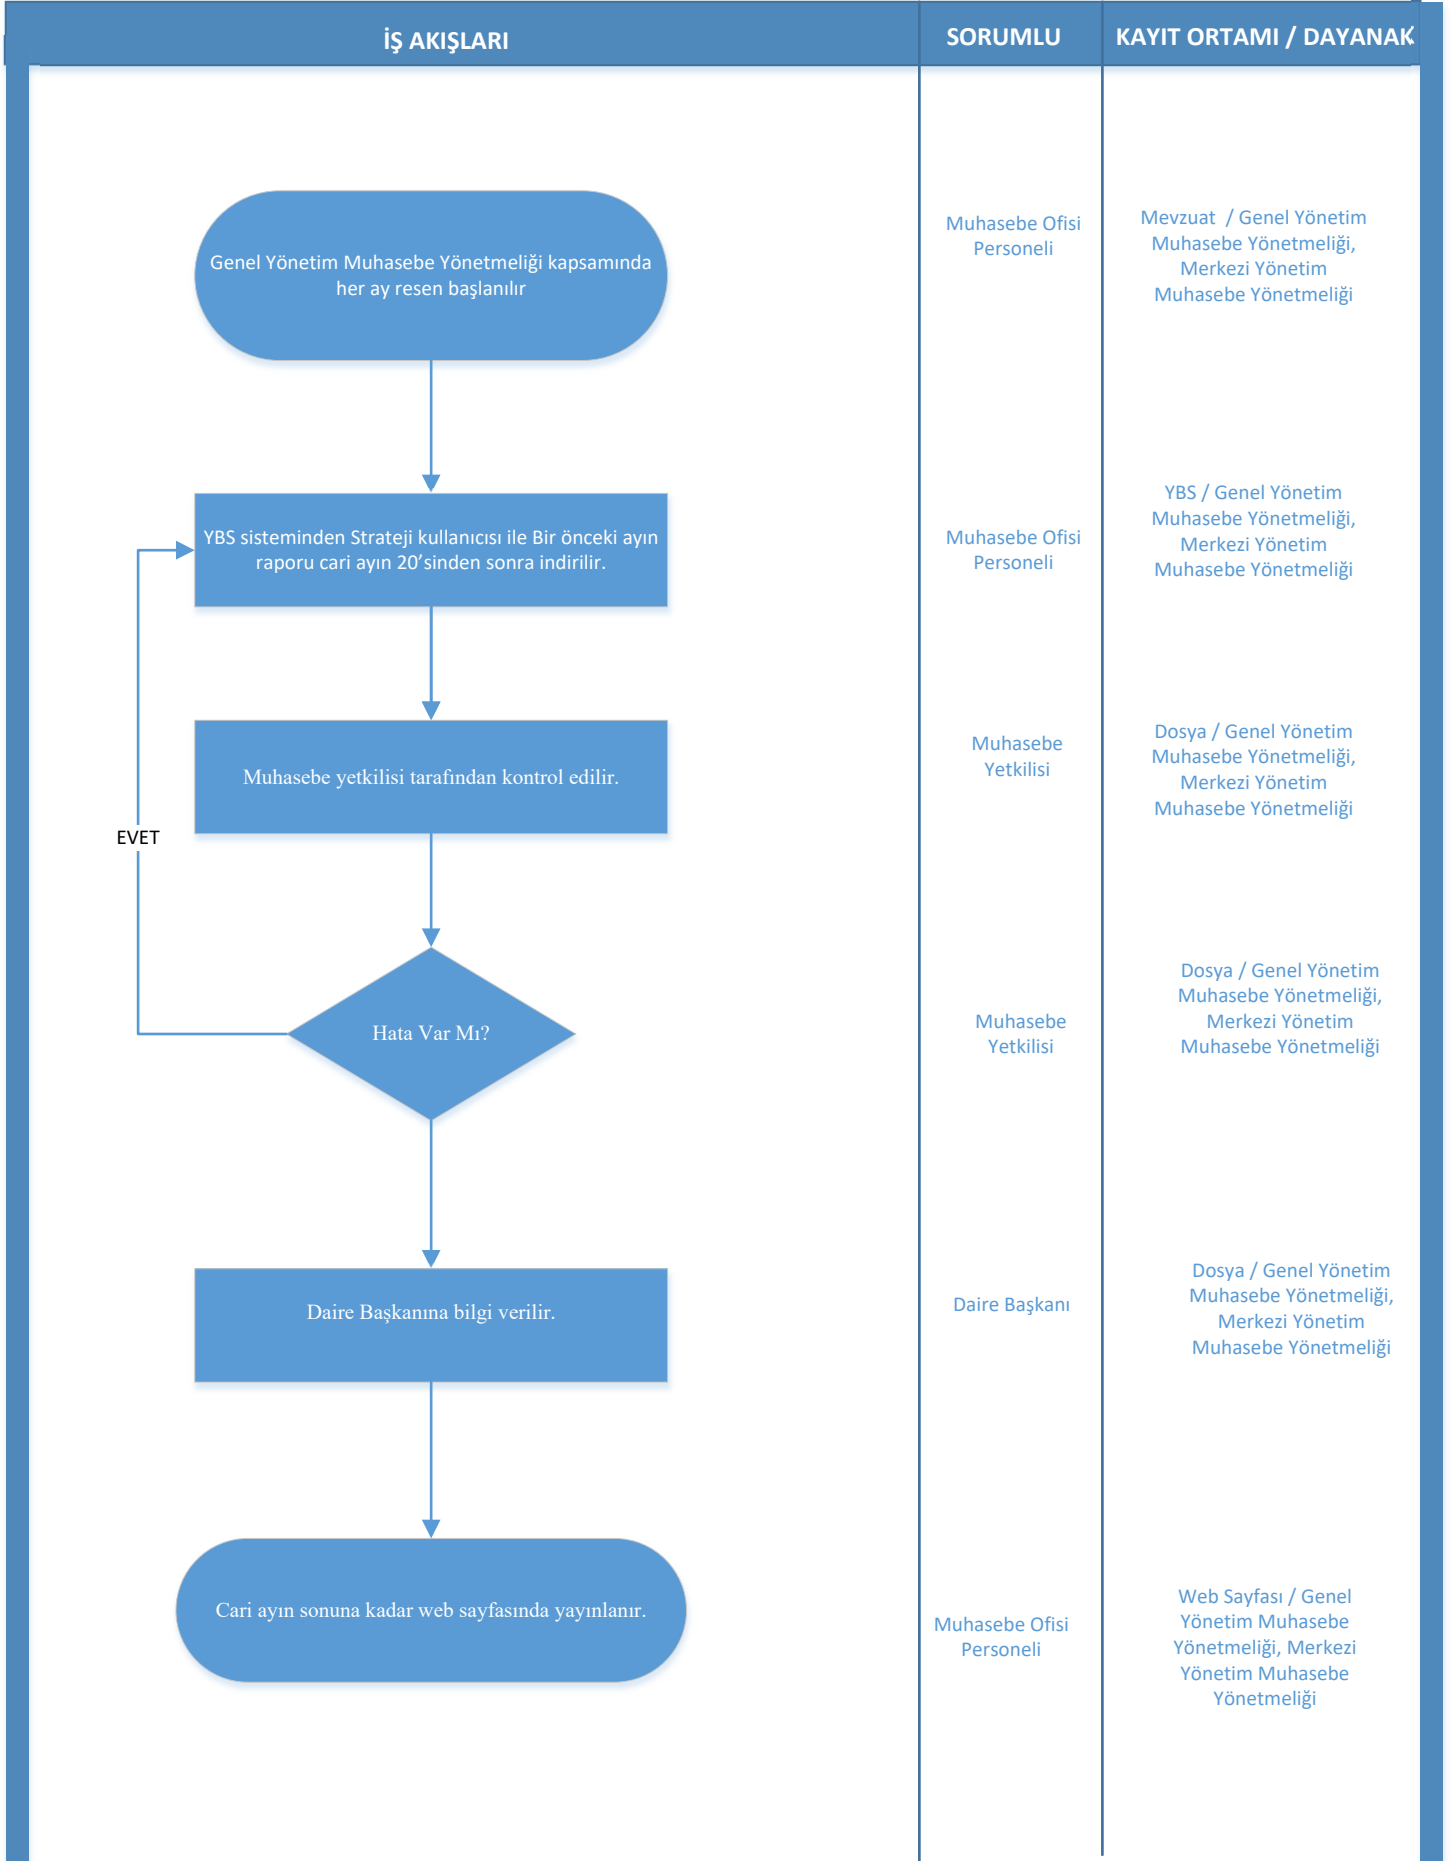 İŞ AKIŞLARI
SORUMLU
KAYIT ORTAMI / DAYANAK
Genel Yönetim Muhasebe Yönetmeliği kapsamında
her ay resen başlanılır
Muhasebe Ofisi
Personeli
Mevzuat / Genel Yönetim
Muhasebe Yönetmeliği,
Merkezi Yönetim
Muhasebe Yönetmeliği
YBS sisteminden Strateji kullanıcısı ile Bir önceki ayın
raporu cari ayın 20’sinden sonra indirilir.
Muhasebe Ofisi
Personeli
YBS / Genel Yönetim
Muhasebe Yönetmeliği,
Merkezi Yönetim
Muhasebe Yönetmeliği
Muhasebe yetkilisi tarafından kontrol edilir.
Muhasebe
Yetkilisi
Dosya / Genel Yönetim
Muhasebe Yönetmeliği,
Merkezi Yönetim
Muhasebe Yönetmeliği
EVET
Hata Var Mı?
Muhasebe
Yetkilisi
Dosya / Genel Yönetim
Muhasebe Yönetmeliği,
Merkezi Yönetim
Muhasebe Yönetmeliği
Daire Başkanına bilgi verilir.
Daire Başkanı
Dosya / Genel Yönetim
Muhasebe Yönetmeliği,
Merkezi Yönetim
Muhasebe Yönetmeliği
Cari ayın sonuna kadar web sayfasında yayınlanır.
Muhasebe Ofisi
Personeli
Web Sayfası / Genel
Yönetim Muhasebe
Yönetmeliği, Merkezi
Yönetim Muhasebe
Yönetmeliği